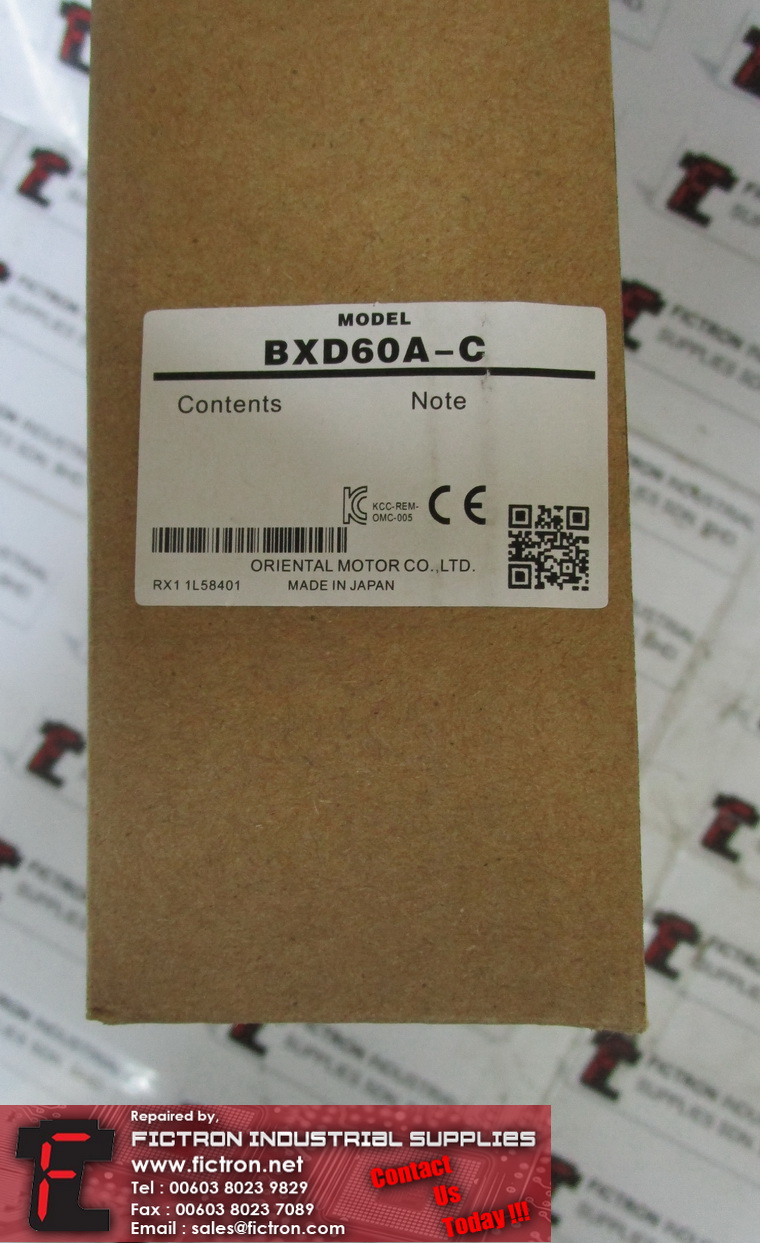 MODEL
BXD60A-C
Contents Note
KCC-REM-
OMC-005
CE
ORIENTAL MOTOR CO.,LTD.
RX1 1L58401 MADE IN JAPAN
Repaired by,
FICTRON INDUSTRIAL SUPPLIES
www.fictron.net
Tel : 00603 8023 9829
Fax : 00603 8023 7089
Email : sales@fictron.com
Contact
Us
Today !!!